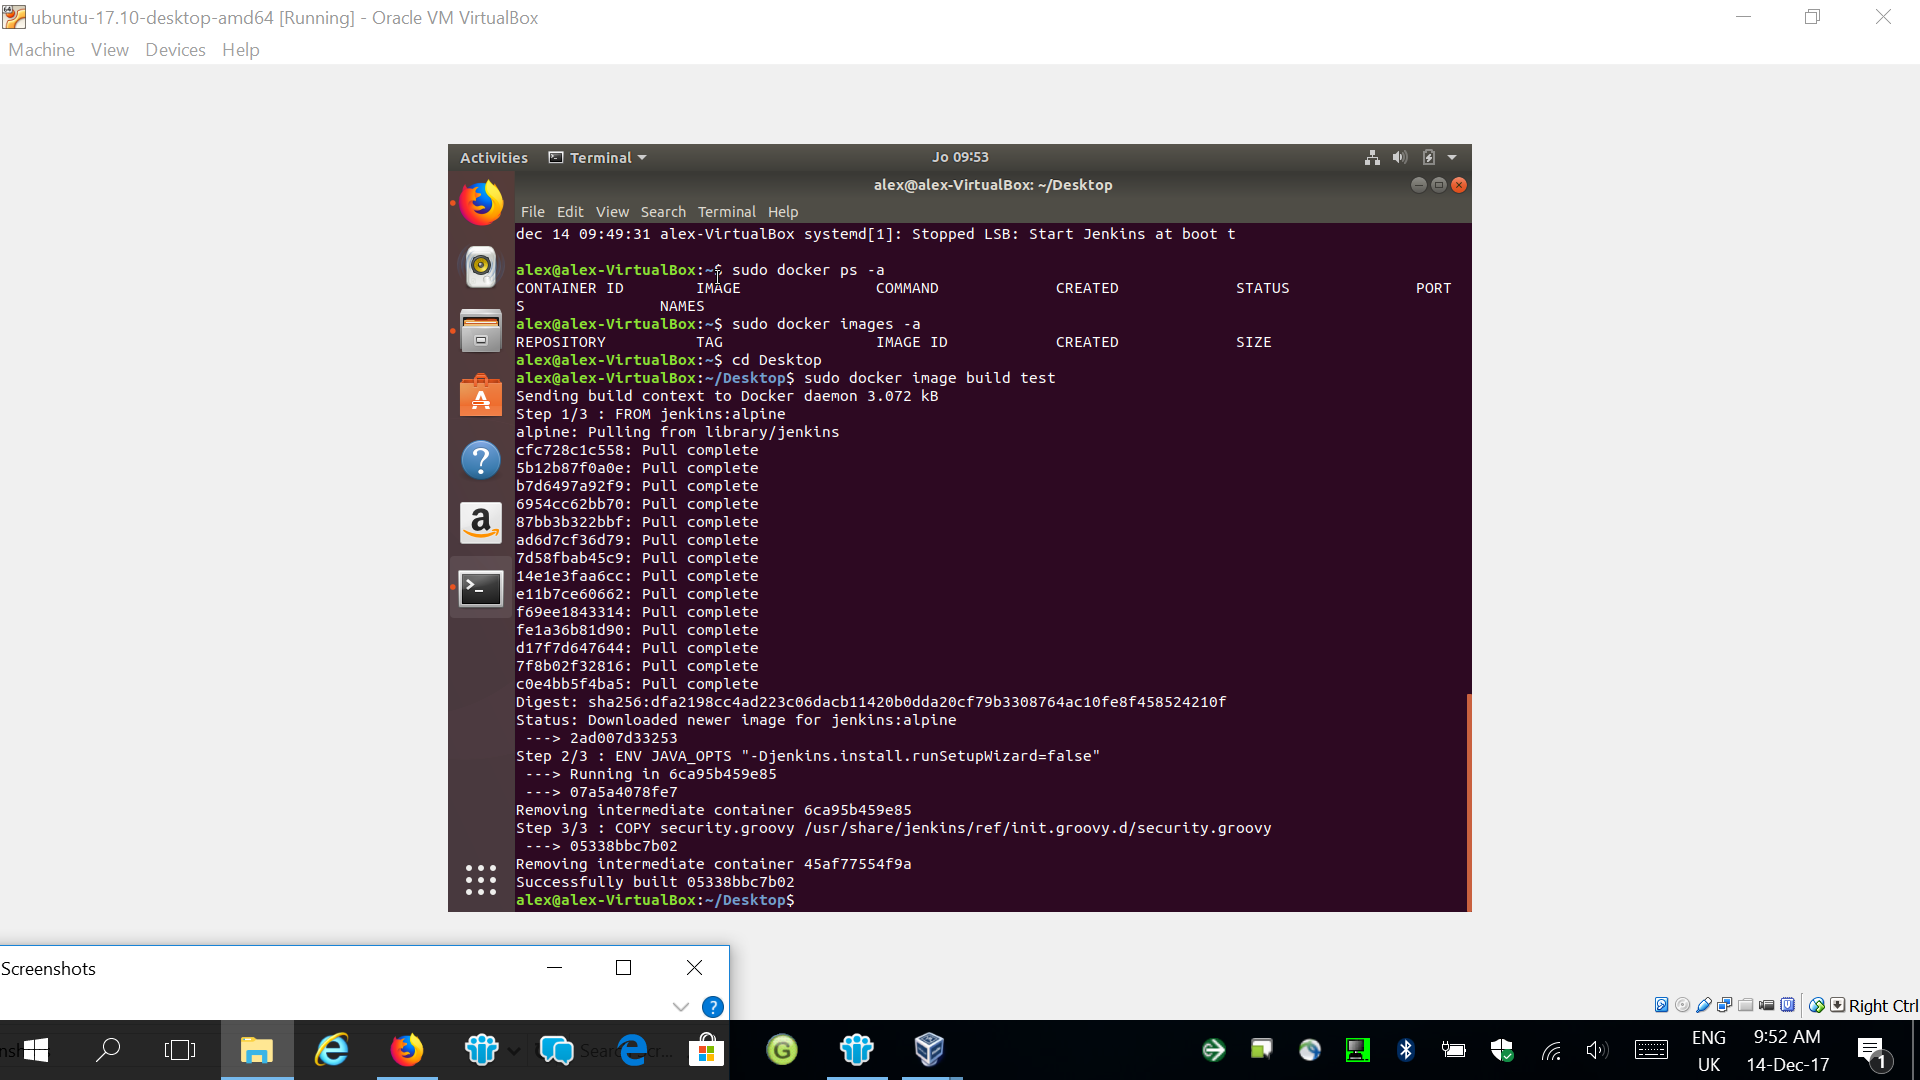 ubuntu-17.10-desktop-amd64 [Running] - Oracle VM VirtualBox
Machine View Devices Help
Activities Terminal Jo 09:53
alex@alex-VirtualBox: ~/Desktop
File Edit View Search Terminal Help
dec 14 09:49:31 alex-VirtualBox systemd[1]: Stopped LSB: Start Jenkins at boot t
alex@alex-VirtualBox:~$ sudo docker ps -a
CONTAINER ID IMAGE COMMAND CREATED STATUS PORT
S NAMES
alex@alex-VirtualBox:~$ sudo docker images -a
REPOSITORY TAG IMAGE ID CREATED SIZE
alex@alex-VirtualBox:~$ cd Desktop
alex@alex-VirtualBox:~/Desktop$ sudo docker image build test
Sending build context to Docker daemon 3.072 kB
Step 1/3 : FROM jenkins:alpine
alpine: Pulling from library/jenkins
cfc728c1c558: Pull complete
5b12b87f0a0e: Pull complete
b7d6497a92f9: Pull complete
6954cc62bb70: Pull complete
87bb3b322bbf: Pull complete
ad6d7cf36d79: Pull complete
7d58fbab45c9: Pull complete
14e1e3faa6cc: Pull complete
e11b7ce60662: Pull complete
f69ee1843314: Pull complete
fe1a36b81d90: Pull complete
d17f7d647644: Pull complete
7f8b02f32816: Pull complete
c0e4bb5f4ba5: Pull complete
Digest: sha256:dfa2198cc4ad223c06dacb11420b0dda20cf79b3308764ac10fe8f458524210f
Status: Downloaded newer image for jenkins:alpine
---> 2ad007d33253
Step 2/3 : ENV JAVA_OPTS "-Djenkins.install.runSetupWizard=false"
---> Running in 6ca95b459e85
---> 07a5a4078fe7
Removing intermediate container 6ca95b459e85
Step 3/3 : COPY security.groovy /usr/share/jenkins/ref/init.groovy.d/security.groovy
---> 05338bbc7b02
Removing intermediate container 45af77554f9a
Successfully built 05338bbc7b02
alex@alex-VirtualBox:~/Desktop$
Screenshots
Right Ctrl
ENG
UK
9:52 AM
14-Dec-17
1